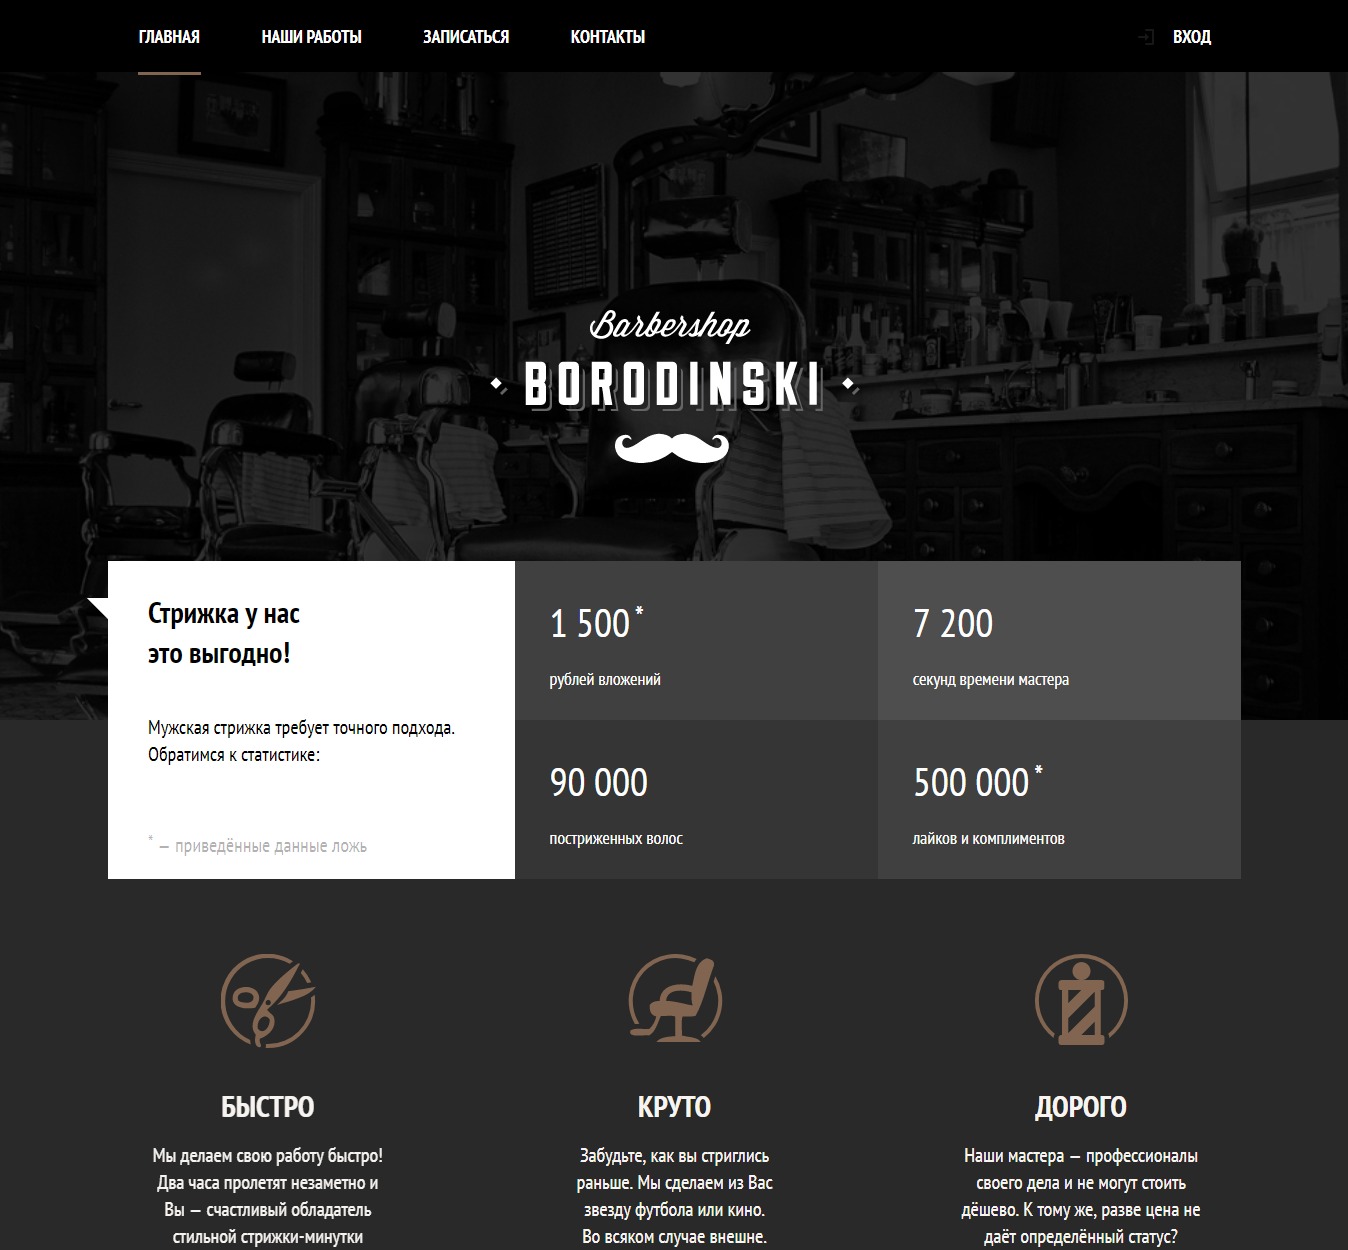 ГЛАВНАЯ НАШИ РАБОТЫ ЗАПИСАТЬСЯ КОНТАКТЫ ВХОД
Barbershop
BORODINSKI
Стрижка у нас
это выгодно!
Мужская стрижка требует точного подхода.
Обратимся к статистике:
* — приведённые данные ложь
1 500 *
рублей вложений
7 200
секунд времени мастера
90 000
постриженных волос
500 000 *
лайков и комплиментов
БЫСТРО
Мы делаем свою работу быстро!
Два часа пролетят незаметно и
Вы — счастливый обладатель
стильной стрижки-минутки
КРУТО
Забудьте, как вы стриглись
раньше. Мы сделаем из Вас
звезду футбола или кино.
Во всяком случае внешне.
ДОРОГО
Наши мастера — профессионалы
своего дела и не могут стоить
дёшево. К тому же, разве цена не
даёт определённый статус?